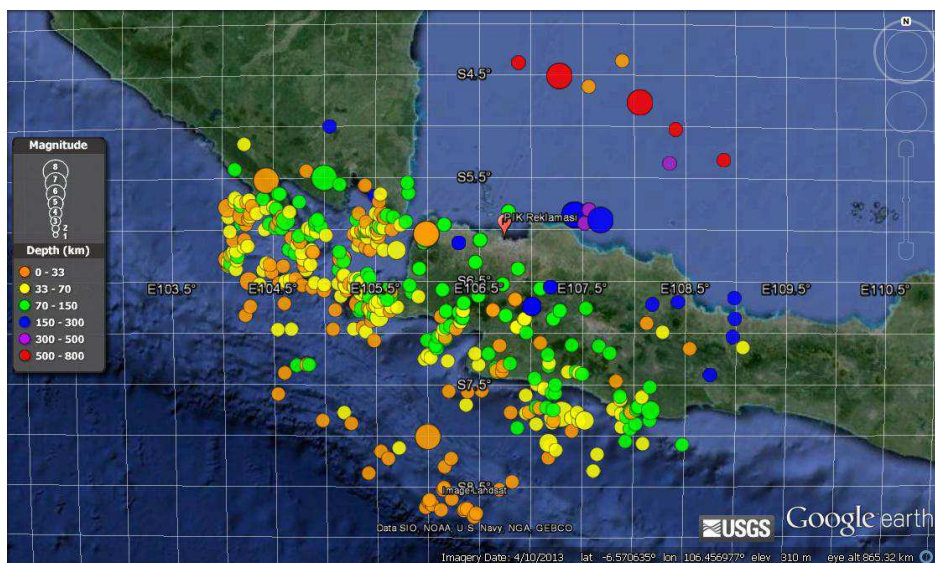 N
S4.5°
Magnitude
8
7
6
5
4
3
2
1
Depth (km)
0 - 33
33 - 70
70 - 150
150 - 300
300 - 500
500 - 800
S5.5°
PIK Reklamasi
S6.5°
E103.5° E104.5° E105.5° E106.5° E107.5° E108.5° E109.5° E110.5°
S7.5°
S8.5°
Image Landsat
Data SIO, NOAA, U.S. Navy, NGA, GEBCO
USGS Google earth
Imagery Date: 4/10/2013 lat -6.570635° lon 106.456977° elev 310 m eye alt 865.32 km